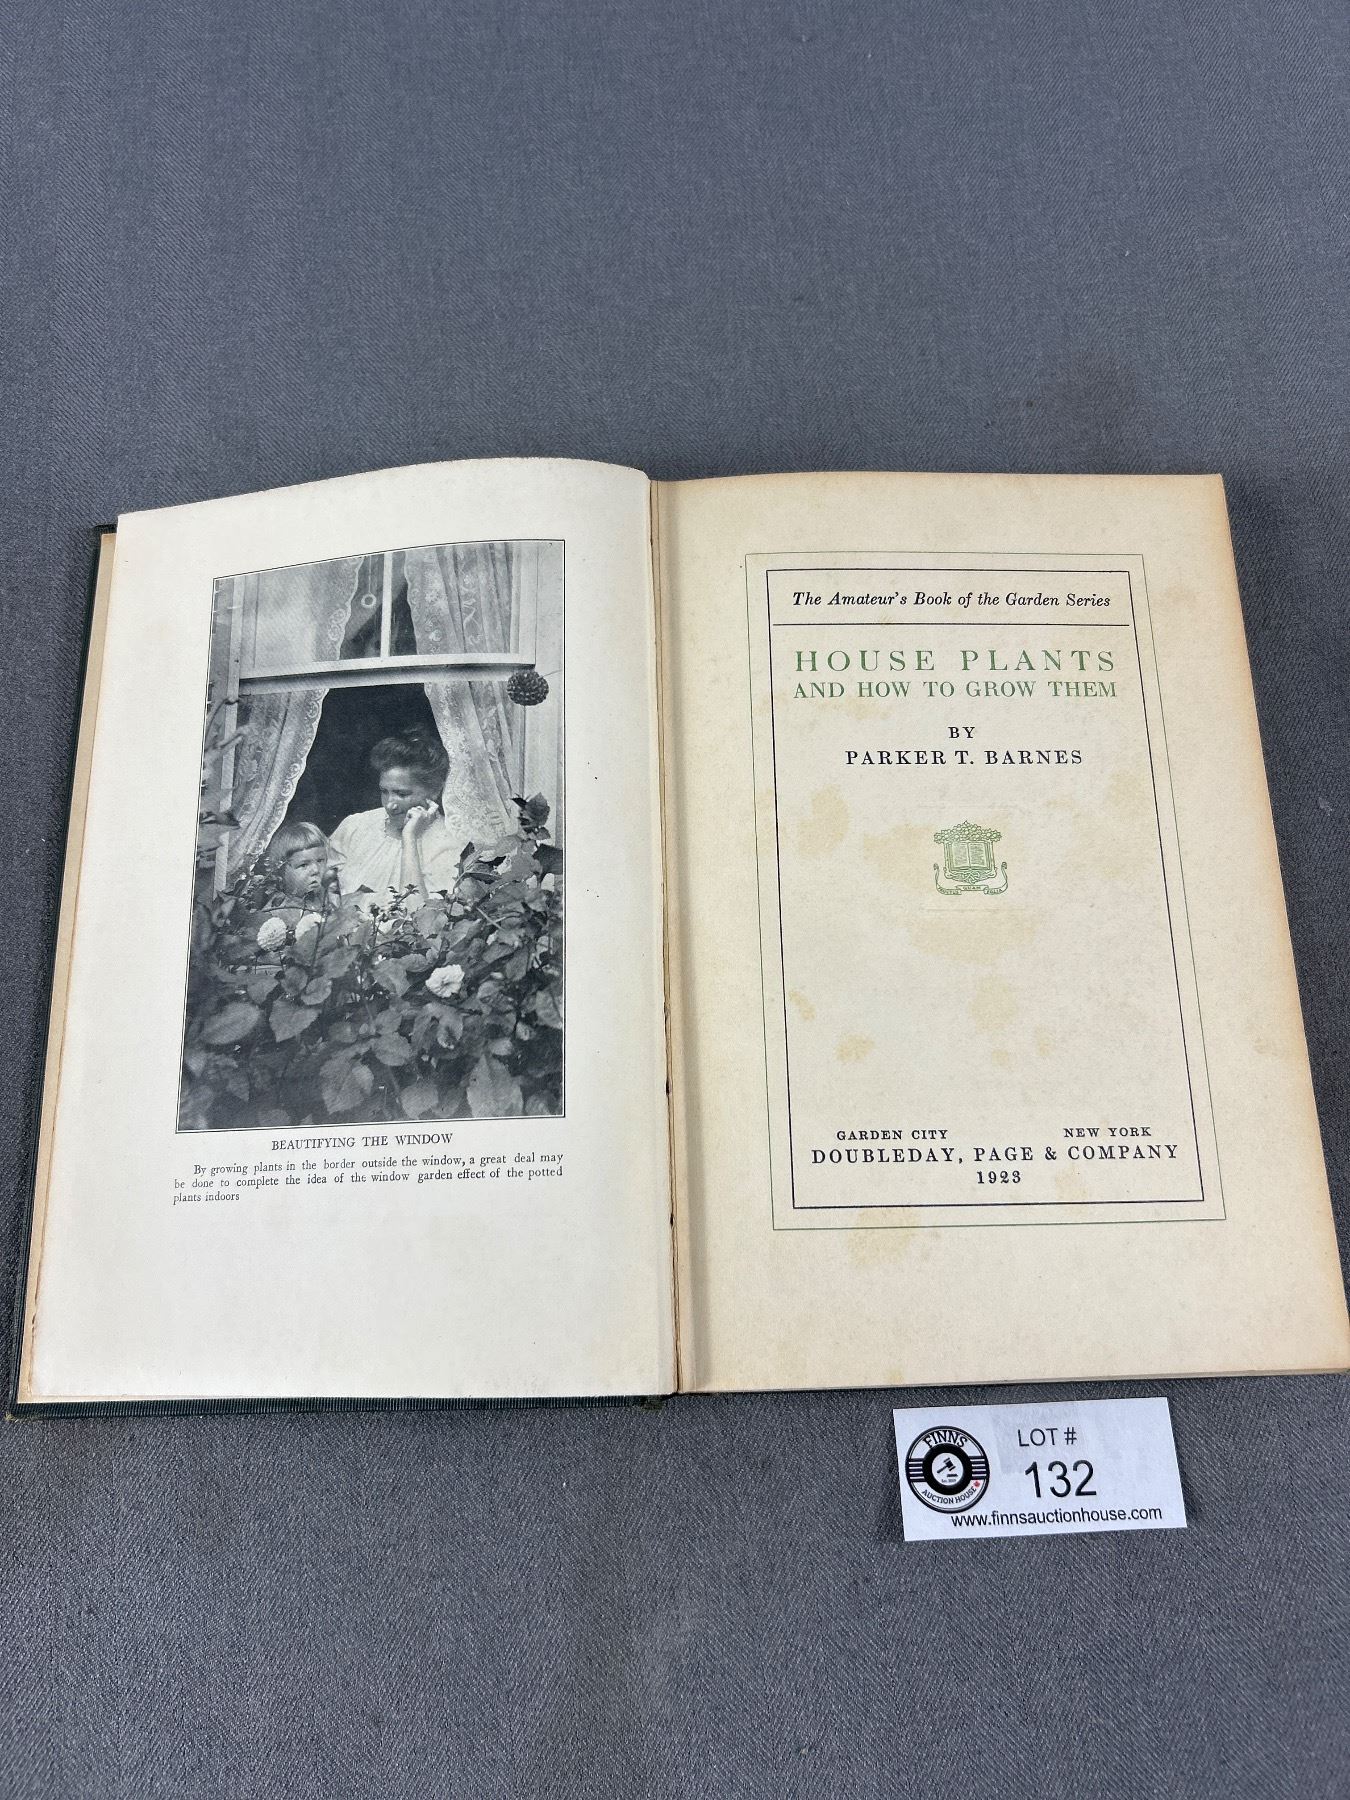 BEAUTIFYING THE WINDOW
By growing plants in the border outside the window, a great deal may
be done to complete the idea of the window garden effect of the potted
plants indoors
The Amateur's Book of the Garden Series
HOUSE PLANTS
AND HOW TO GROW THEM
BY
PARKER T. BARNES
GARDEN CITY NEW YORK
DOUBLEDAY, PAGE & COMPANY
1923
FINNS
AUCTION HOUSE
LOT #
132
www.finnsauctionhouse.com